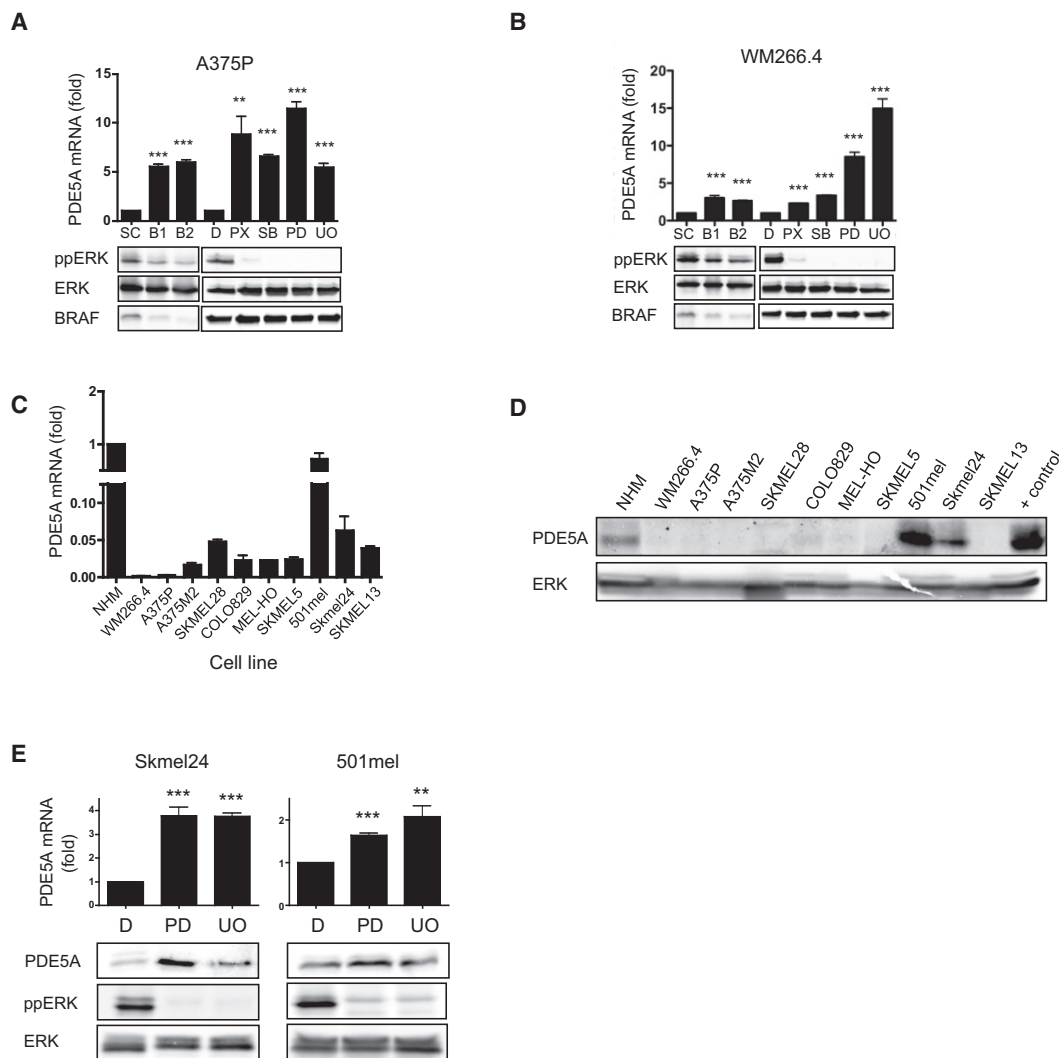 A
A375P
PDE5A mRNA (fold)
15
10
5
0
** *** *** *** *** ***
SC B1 B2 D PX SB PD UO
ppERK
ERK
BRAF
B
WM266.4
PDE5A mRNA (fold)
20
15
10
5
0
*** *** *** *** *** ***
SC B1 B2 D PX SB PD UO
ppERK
ERK
BRAF
C
PDE5A mRNA (fold)
2
1
0.05
0.00
NHM
WM266.4
A375P
A375M2
SKMEL28
COLO829
MEL-HO
SKMEL5
501mel
Skmel24
SKMEL13
Cell line
D
NHM
WM266.4
A375P
A375M2
SKMEL28
COLO829
MEL-HO
SKMEL5
501mel
Skmel24
SKMEL13
+ control
PDE5A
ERK
E
Skmel24
PDE5A mRNA
(fold)
4
3
2
1
0
*** ***
D PD UO
501mel
2
1
0
*** **
D PD UO
PDE5A
ppERK
ERK